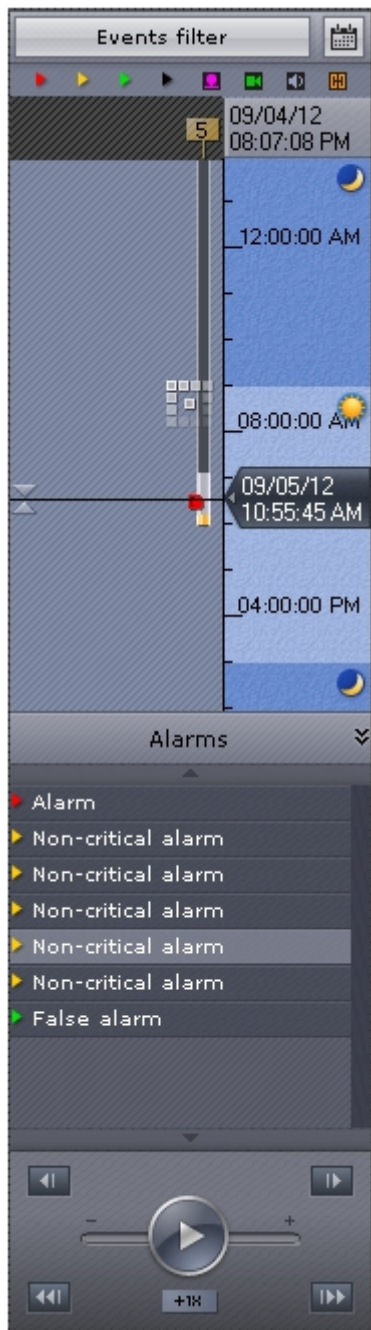 Events filter
5
09/04/12
08:07:08 PM
12:00:00 AM
08:00:00 AM
09/05/12
10:55:45 AM
04:00:00 PM
Alarms
Alarm
Non-critical alarm
Non-critical alarm
Non-critical alarm
Non-critical alarm
Non-critical alarm
False alarm
- +
+1X